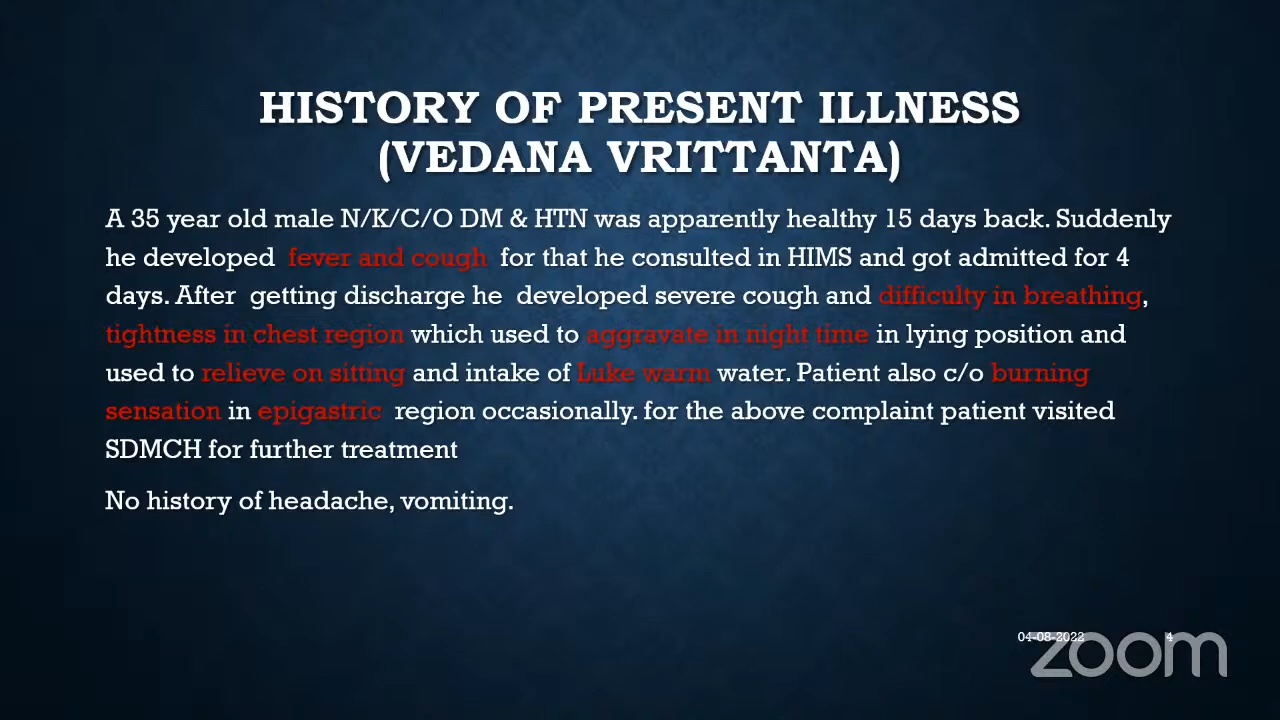 HISTORY OF PRESENT ILLNESS
(VEDANA VRITTANTA)
A 35 year old male N/K/C/O DM & HTN was apparently healthy 15 days back. Suddenly
he developed fever and cough for that he consulted in HIMS and got admitted for 4
days. After getting discharge he developed severe cough and difficulty in breathing,
tightness in chest region which used to aggravate in night time in lying position and
used to relieve on sitting and intake of Luke warm water. Patient also c/o burning
sensation in epigastric region occasionally. for the above complaint patient visited
SDMCH for further treatment
No history of headache, vomiting.
04-08-2022 4
zoom